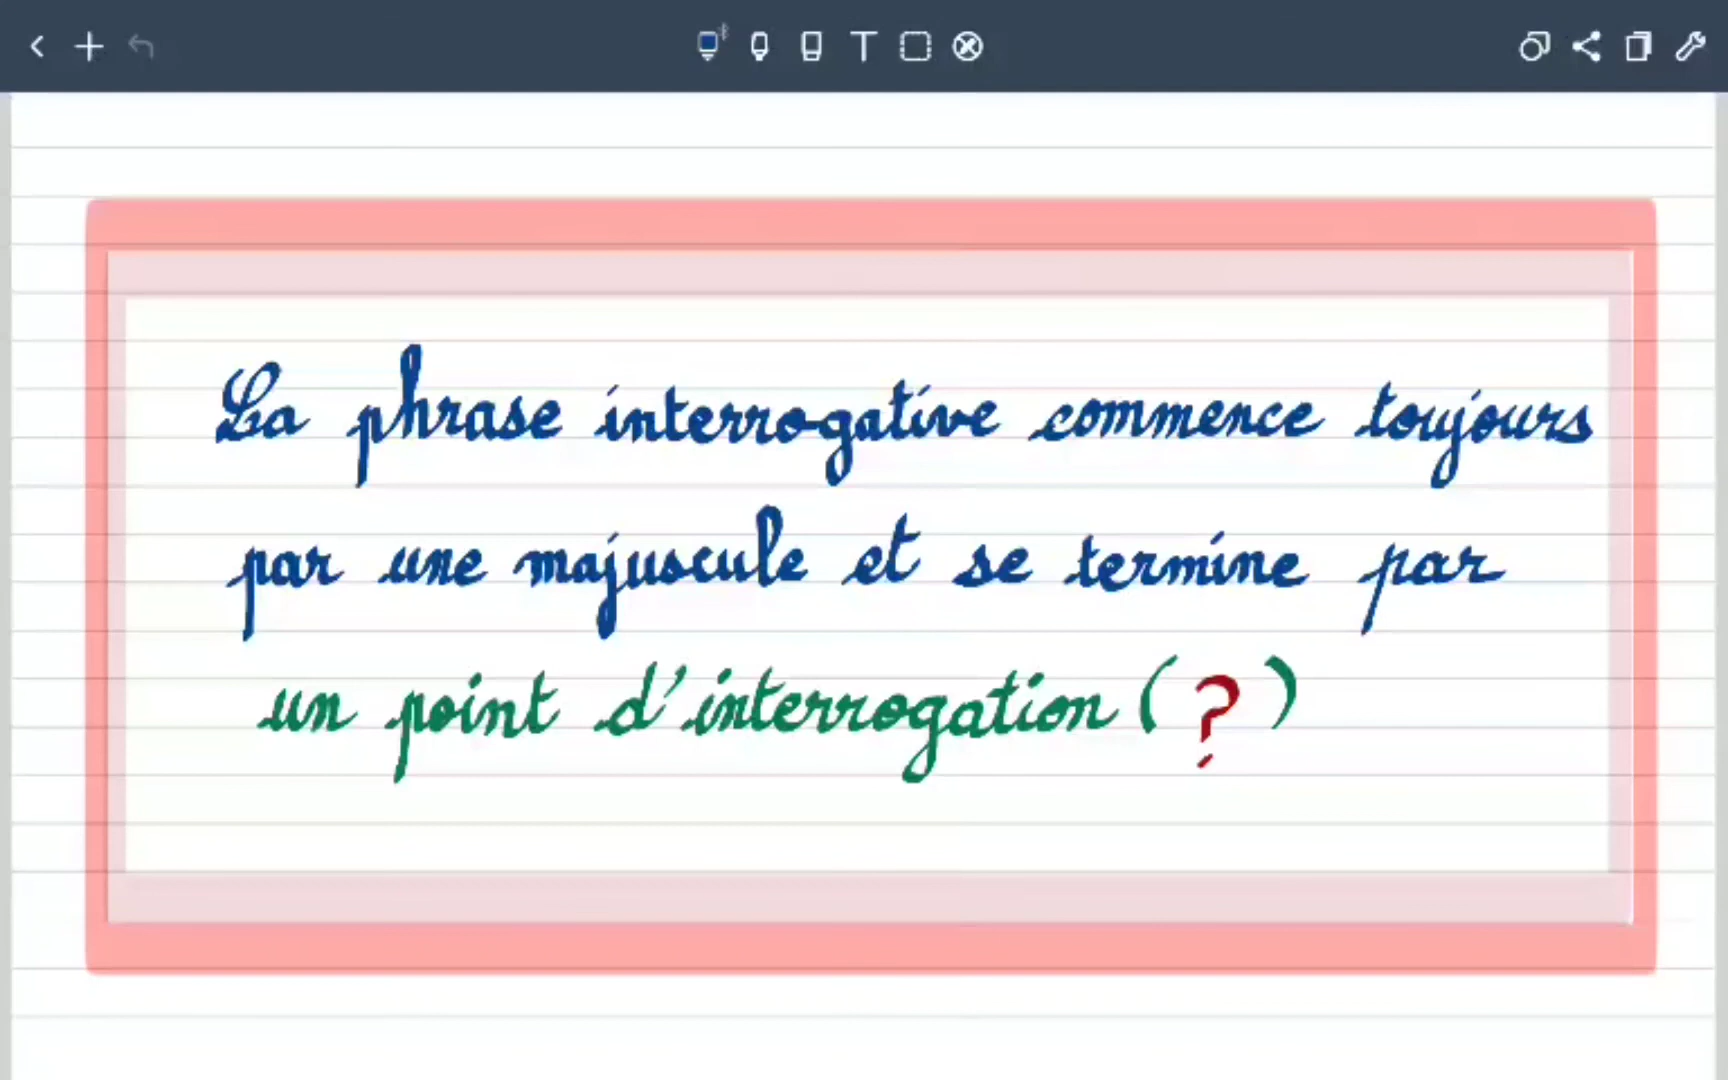 La phrase interrogative commence toujours
par une majuscule et se termine par
un point d'interrogation ( ? )